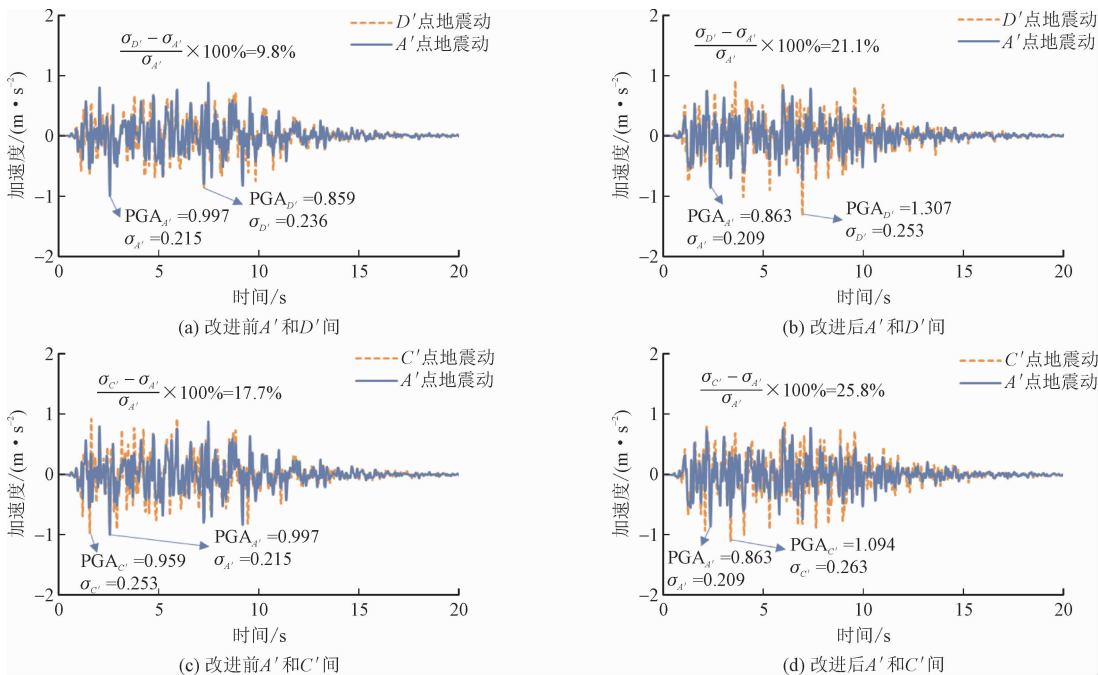 D′点地震动
A′点地震动
(σD′ − σA′)/σA′ ×100%=9.8%
加速度/(m·s⁻²)
2
1
0
−1
−2
PGAA′ =0.997
σA′ =0.215
PGAD′ =0.859
σD′ =0.236
0 5 10 15 20
时间/s
(a) 改进前A′和D′间
D′点地震动
A′点地震动
(σD′ − σA′)/σA′ ×100%=21.1%
加速度/(m·s⁻²)
2
1
0
−1
−2
PGAA′ =0.863
σA′ =0.209
PGAD′ =1.307
σD′ =0.253
0 5 10 15 20
时间/s
(b) 改进后A′和D′间
C′点地震动
A′点地震动
(σC′ − σA′)/σA′ ×100%=17.7%
加速度/(m·s⁻²)
2
1
0
−1
−2
PGAC′ =0.959
σC′ =0.253
PGAA′ =0.997
σA′ =0.215
0 5 10 15 20
时间/s
(c) 改进前A′和C′间
C′点地震动
A′点地震动
(σC′ − σA′)/σA′ ×100%=25.8%
加速度/(m·s⁻²)
2
1
0
−1
−2
PGAA′ =0.863
σA′ =0.209
PGAC′ =1.094
σC′ =0.263
0 5 10 15 20
时间/s
(d) 改进后A′和C′间